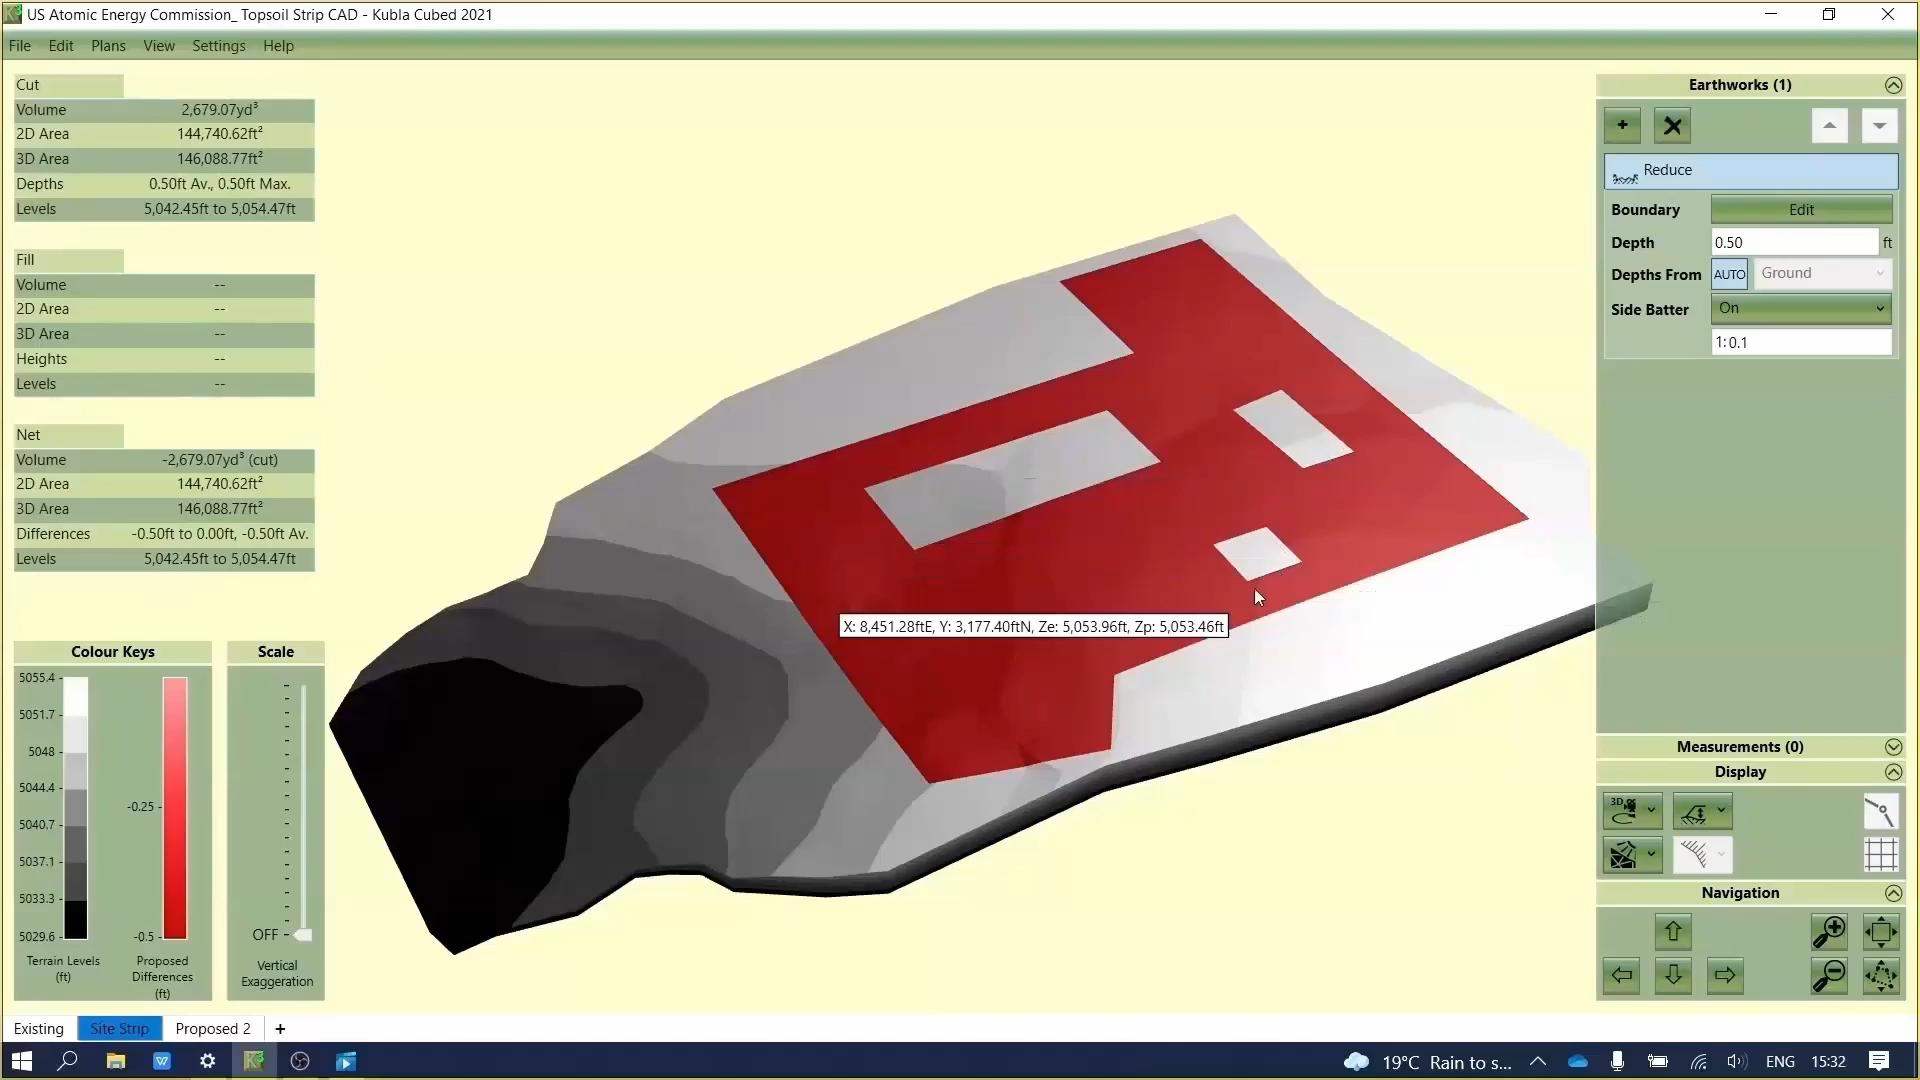 US Atomic Energy Commission_ Topsoil Strip CAD - Kubla Cubed 2021
File Edit Plans View Settings Help
Cut
Volume 2,679.07yd³
2D Area 144,740.62ft²
3D Area 146,088.77ft²
Depths 0.50ft Av., 0.50ft Max.
Levels 5,042.45ft to 5,054.47ft
Fill
Volume --
2D Area --
3D Area --
Heights --
Levels --
Net
Volume -2,679.07yd³ (cut)
2D Area 144,740.62ft²
3D Area 146,088.77ft²
Differences -0.50ft to 0.00ft, -0.50ft Av.
Levels 5,042.45ft to 5,054.47ft
Colour Keys
5055.4
5051.7
5048
5044.4
5040.7
5037.1
5033.3
5029.6
-0.25
-0.5
Terrain Levels
(ft)
Proposed
Differences
(ft)
Scale
OFF
Vertical
Exaggeration
X: 8,451.28ftE, Y: 3,177.40ftN, Ze: 5,053.96ft, Zp: 5,053.46ft
Earthworks (1)
+
Reduce
Boundary Edit
Depth 0.50 ft
Depths From AUTO Ground
Side Batter On
1:0.1
Measurements (0)
Display
3D
Navigation
Existing Site Strip Proposed 2 +
19°C Rain to s... ENG 15:32